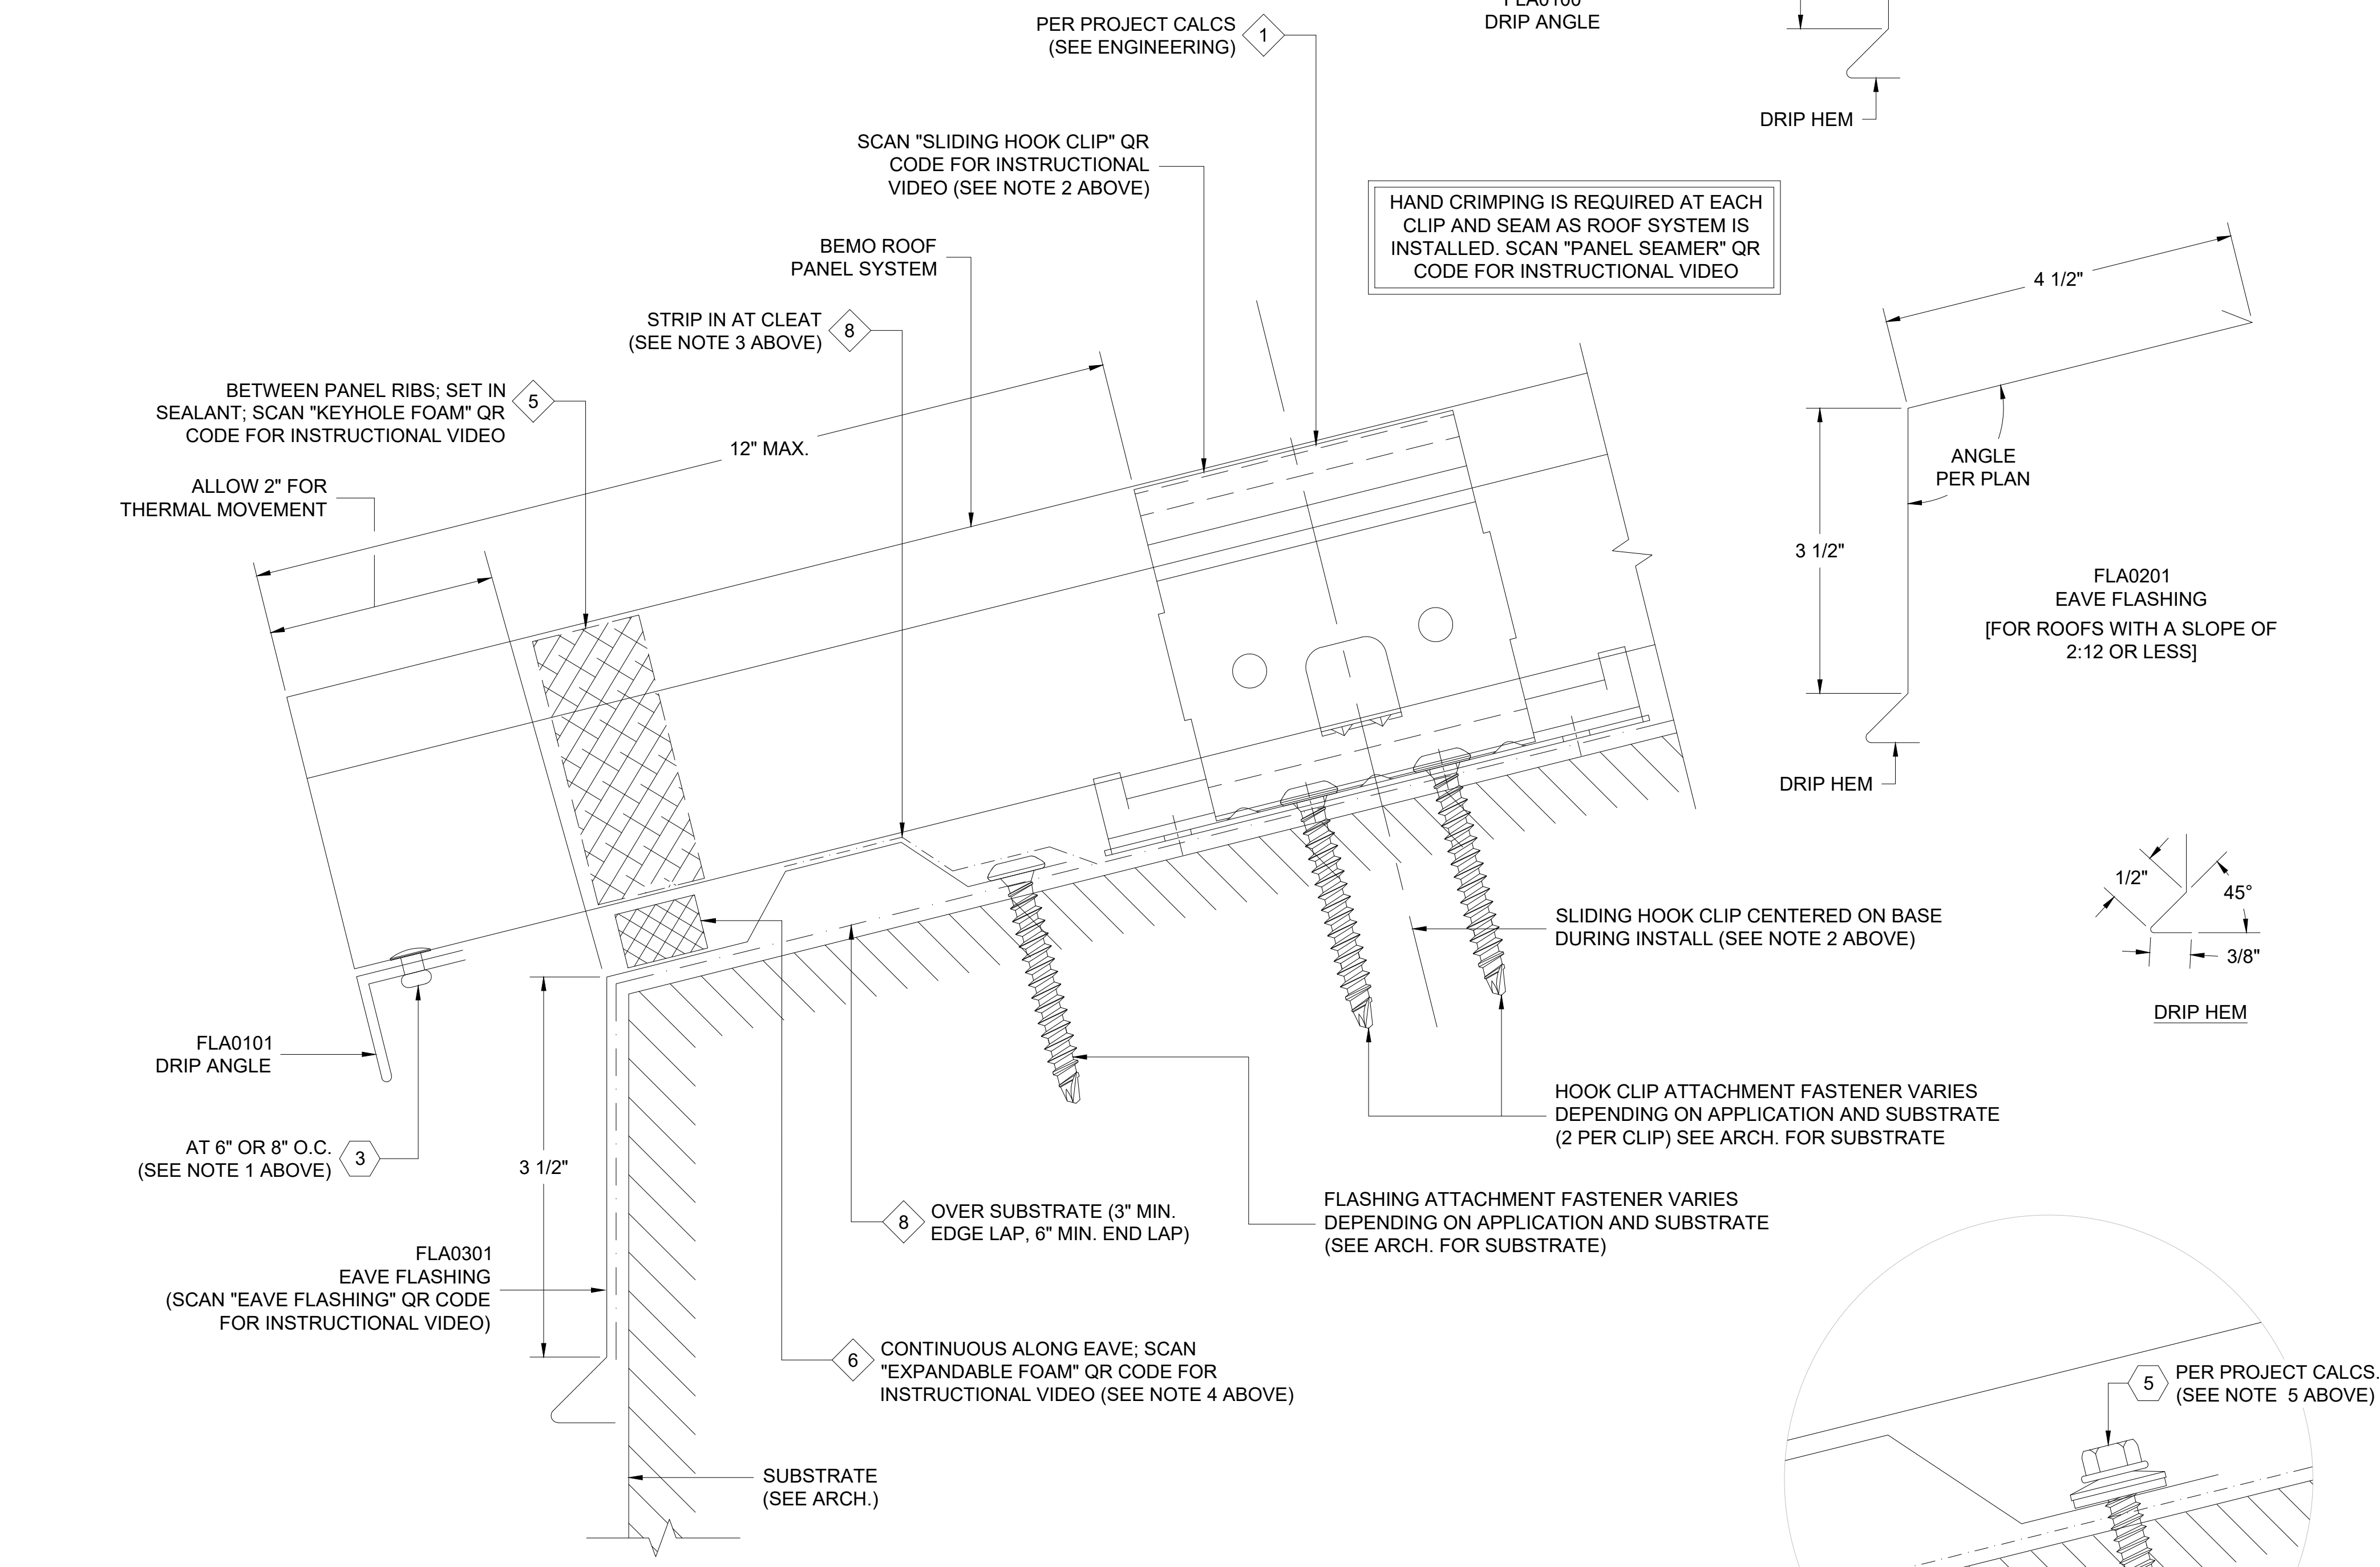 FLA0100
DRIP ANGLE
DRIP HEM
PER PROJECT CALCS
(SEE ENGINEERING)
1
SCAN "SLIDING HOOK CLIP" QR
CODE FOR INSTRUCTIONAL
VIDEO (SEE NOTE 2 ABOVE)
HAND CRIMPING IS REQUIRED AT EACH
CLIP AND SEAM AS ROOF SYSTEM IS
INSTALLED. SCAN "PANEL SEAMER" QR
CODE FOR INSTRUCTIONAL VIDEO
BEMO ROOF
PANEL SYSTEM
STRIP IN AT CLEAT
(SEE NOTE 3 ABOVE)
8
BETWEEN PANEL RIBS; SET IN
SEALANT; SCAN "KEYHOLE FOAM" QR
CODE FOR INSTRUCTIONAL VIDEO
5
12" MAX.
ALLOW 2" FOR
THERMAL MOVEMENT
4 1/2"
ANGLE
PER PLAN
3 1/2"
FLA0201
EAVE FLASHING
[FOR ROOFS WITH A SLOPE OF
2:12 OR LESS]
DRIP HEM
1/2"
45°
3/8"
DRIP HEM
SLIDING HOOK CLIP CENTERED ON BASE
DURING INSTALL (SEE NOTE 2 ABOVE)
FLA0101
DRIP ANGLE
HOOK CLIP ATTACHMENT FASTENER VARIES
DEPENDING ON APPLICATION AND SUBSTRATE
(2 PER CLIP) SEE ARCH. FOR SUBSTRATE
AT 6" OR 8" O.C.
(SEE NOTE 1 ABOVE)
3
3 1/2"
8
OVER SUBSTRATE (3" MIN.
EDGE LAP, 6" MIN. END LAP)
FLASHING ATTACHMENT FASTENER VARIES
DEPENDING ON APPLICATION AND SUBSTRATE
(SEE ARCH. FOR SUBSTRATE)
FLA0301
EAVE FLASHING
(SCAN "EAVE FLASHING" QR CODE
FOR INSTRUCTIONAL VIDEO)
6
CONTINUOUS ALONG EAVE; SCAN
"EXPANDABLE FOAM" QR CODE FOR
INSTRUCTIONAL VIDEO (SEE NOTE 4 ABOVE)
5
PER PROJECT CALCS.
(SEE NOTE 5 ABOVE)
SUBSTRATE
(SEE ARCH.)